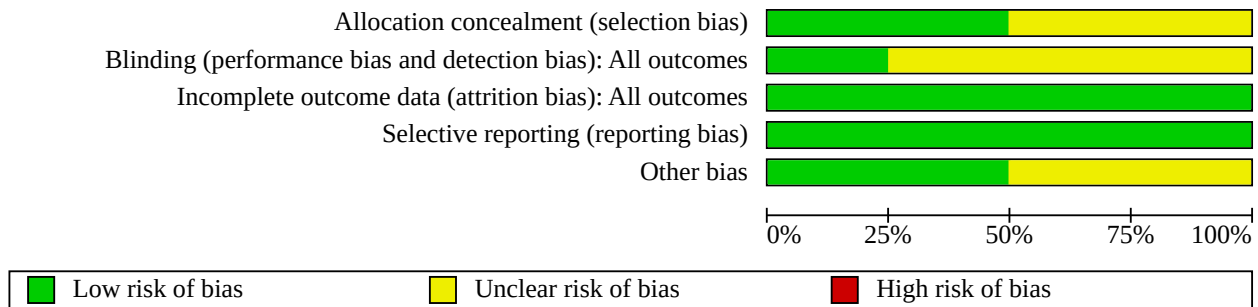 Allocation concealment (selection bias)
Blinding (performance bias and detection bias): All outcomes
Incomplete outcome data (attrition bias): All outcomes
Selective reporting (reporting bias)
Other bias
0% 25% 50% 75% 100%
Low risk of bias Unclear risk of bias High risk of bias